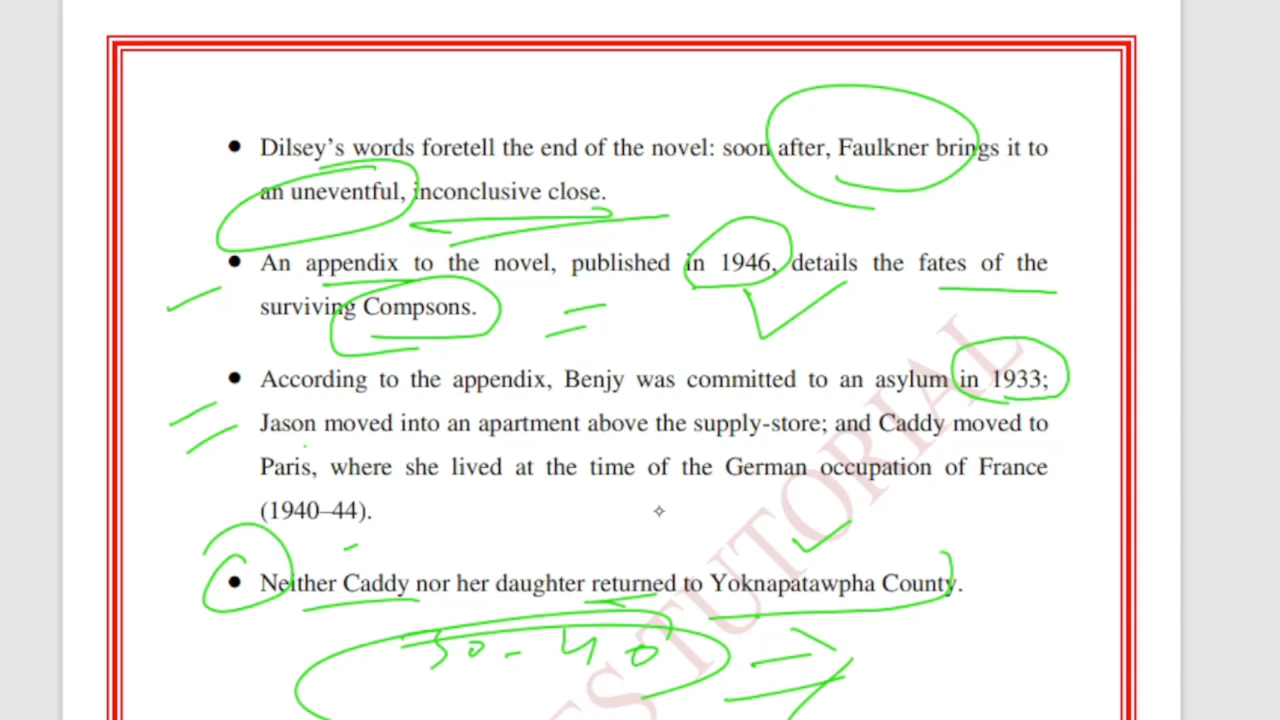 Dilsey's words foretell the end of the novel: soon after, Faulkner brings it to
an uneventful, inconclusive close.
An appendix to the novel, published in 1946, details the fates of the
surviving Compsons.
According to the appendix, Benjy was committed to an asylum in 1933;
Jason moved into an apartment above the supply-store; and Caddy moved to
Paris, where she lived at the time of the German occupation of France
(1940–44).
Neither Caddy nor her daughter returned to Yoknapatawpha County.
30-40
TUTORIAL